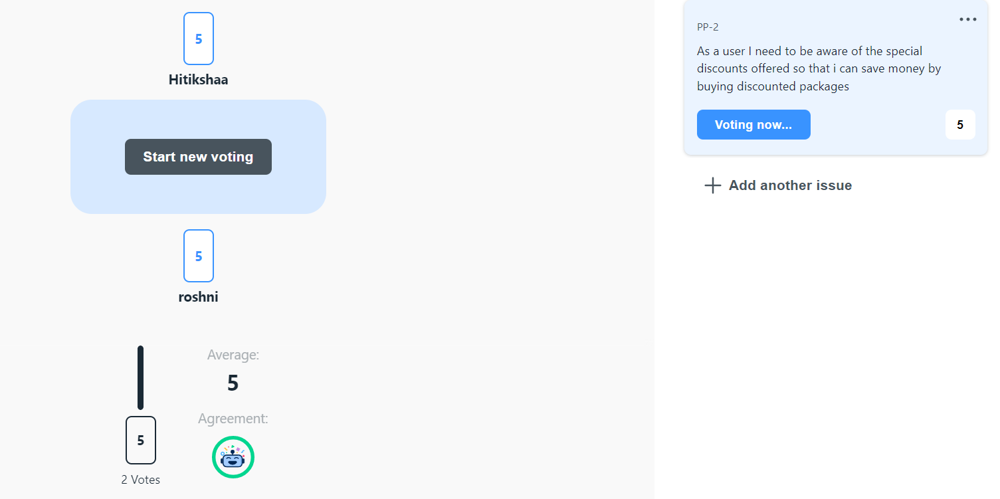 5
Hitikshaa
Start new voting
5
roshni
Average:
5
Agreement:
5
2 Votes
PP-2
As a user I need to be aware of the special
discounts offered so that i can save money by
buying discounted packages
Voting now...
5
Add another issue